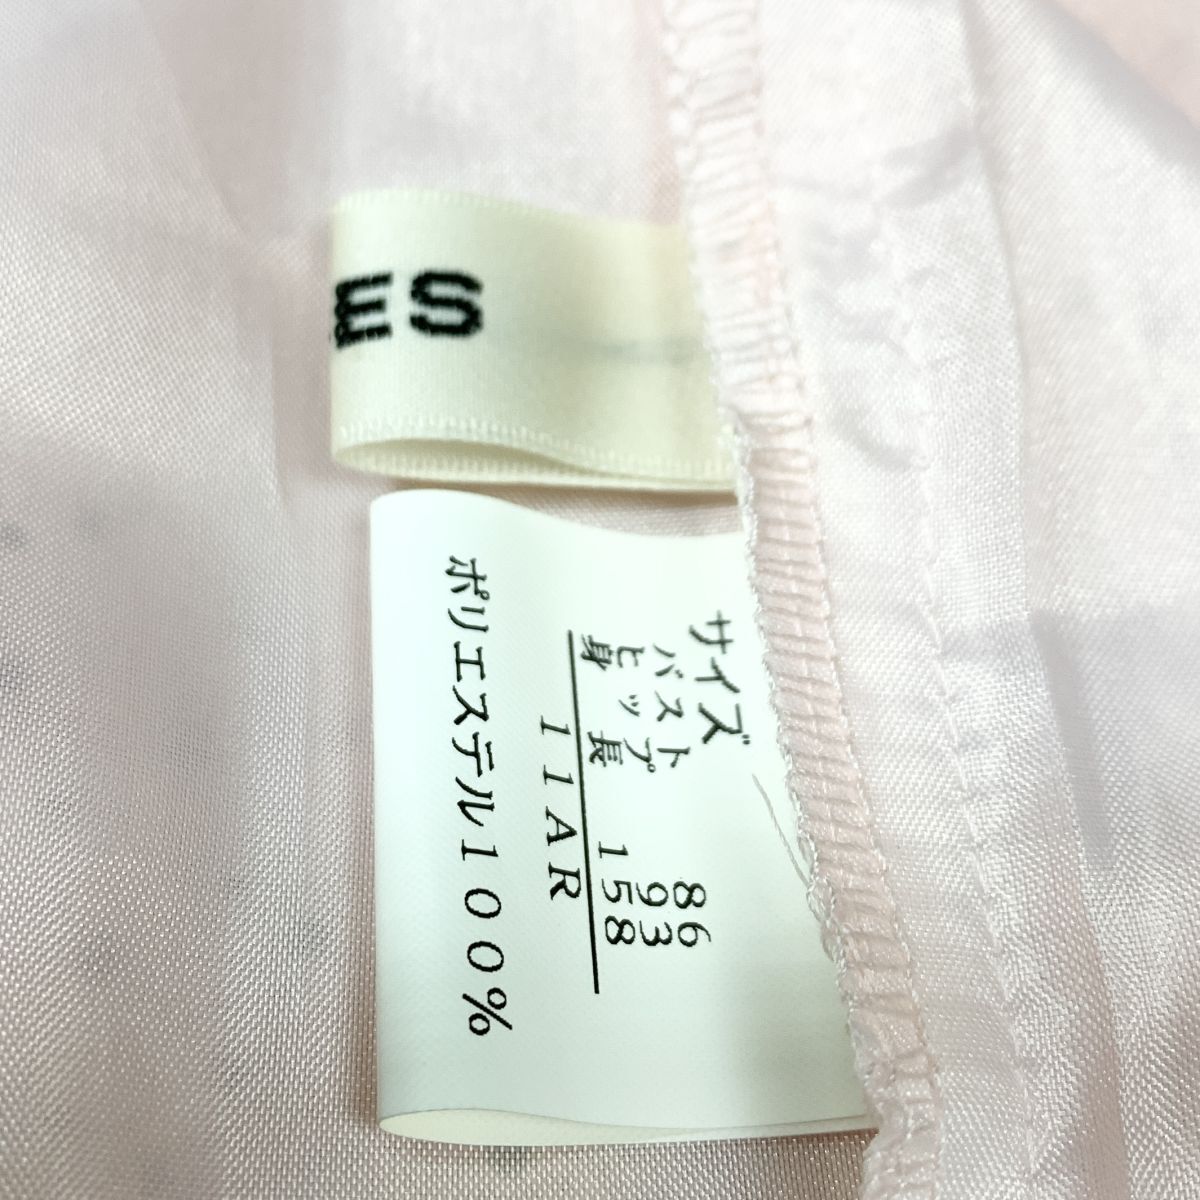 ES
サイズ
バスト 86
ヒップ 93
身長 158
11AR
ポリエステル100%